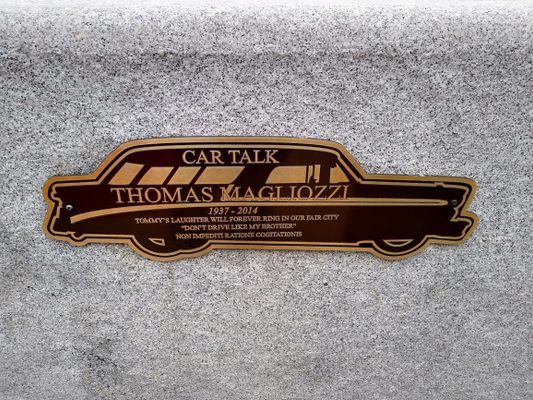 CAR TALK
THOMAS MAGLIOZZI
1937 - 2014
TOMMY'S LAUGHTER WILL FOREVER RING IN OUR FAIR CITY
"DON'T DRIVE LIKE MY BROTHER"
NON IMPEDITI RATIONE COGITATIONIS